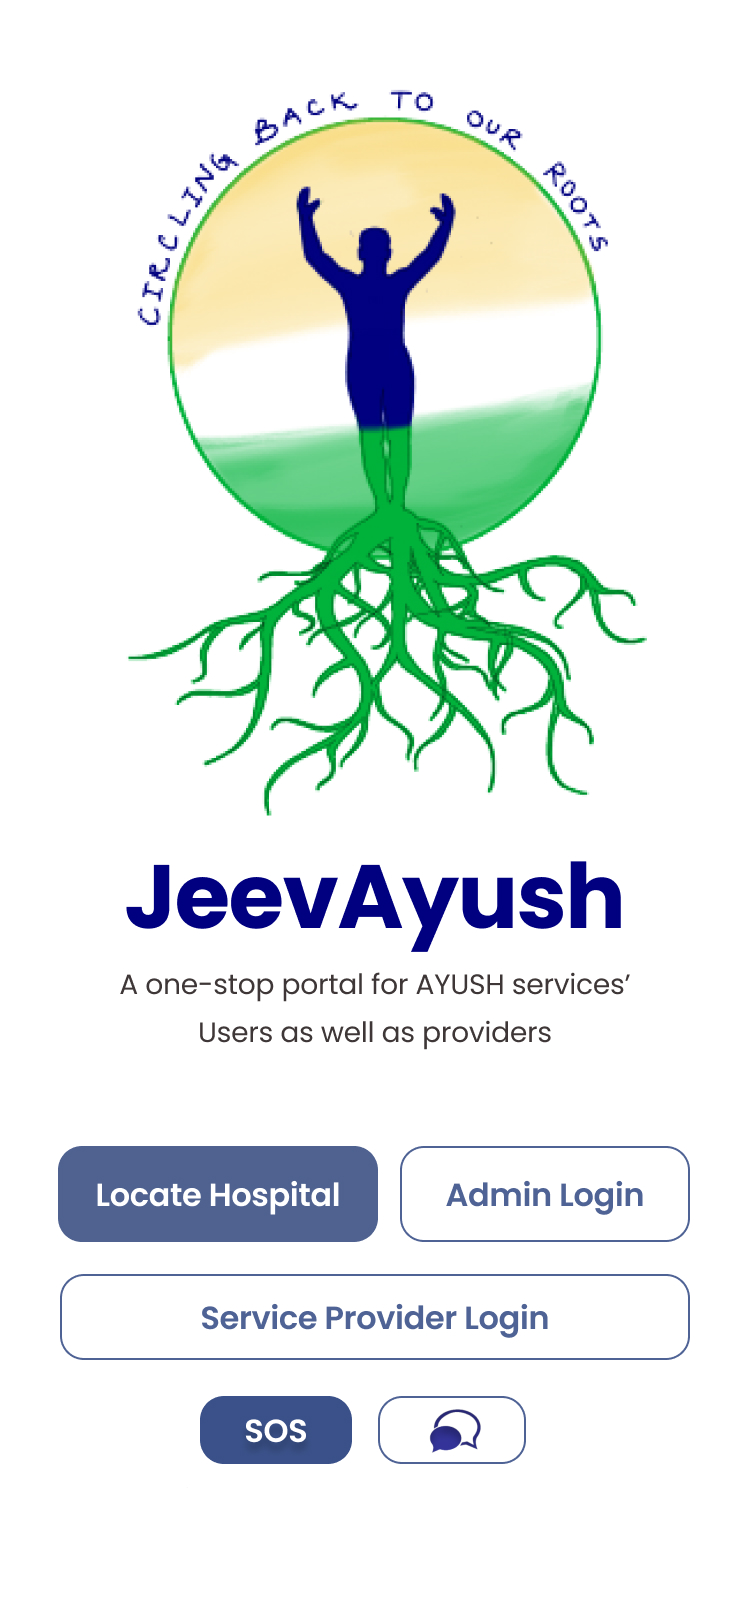 CIRCLING BACK TO OUR ROOTS
JeevAyush
A one-stop portal for AYUSH services’
Users as well as providers
Locate Hospital
Admin Login
Service Provider Login
SOS